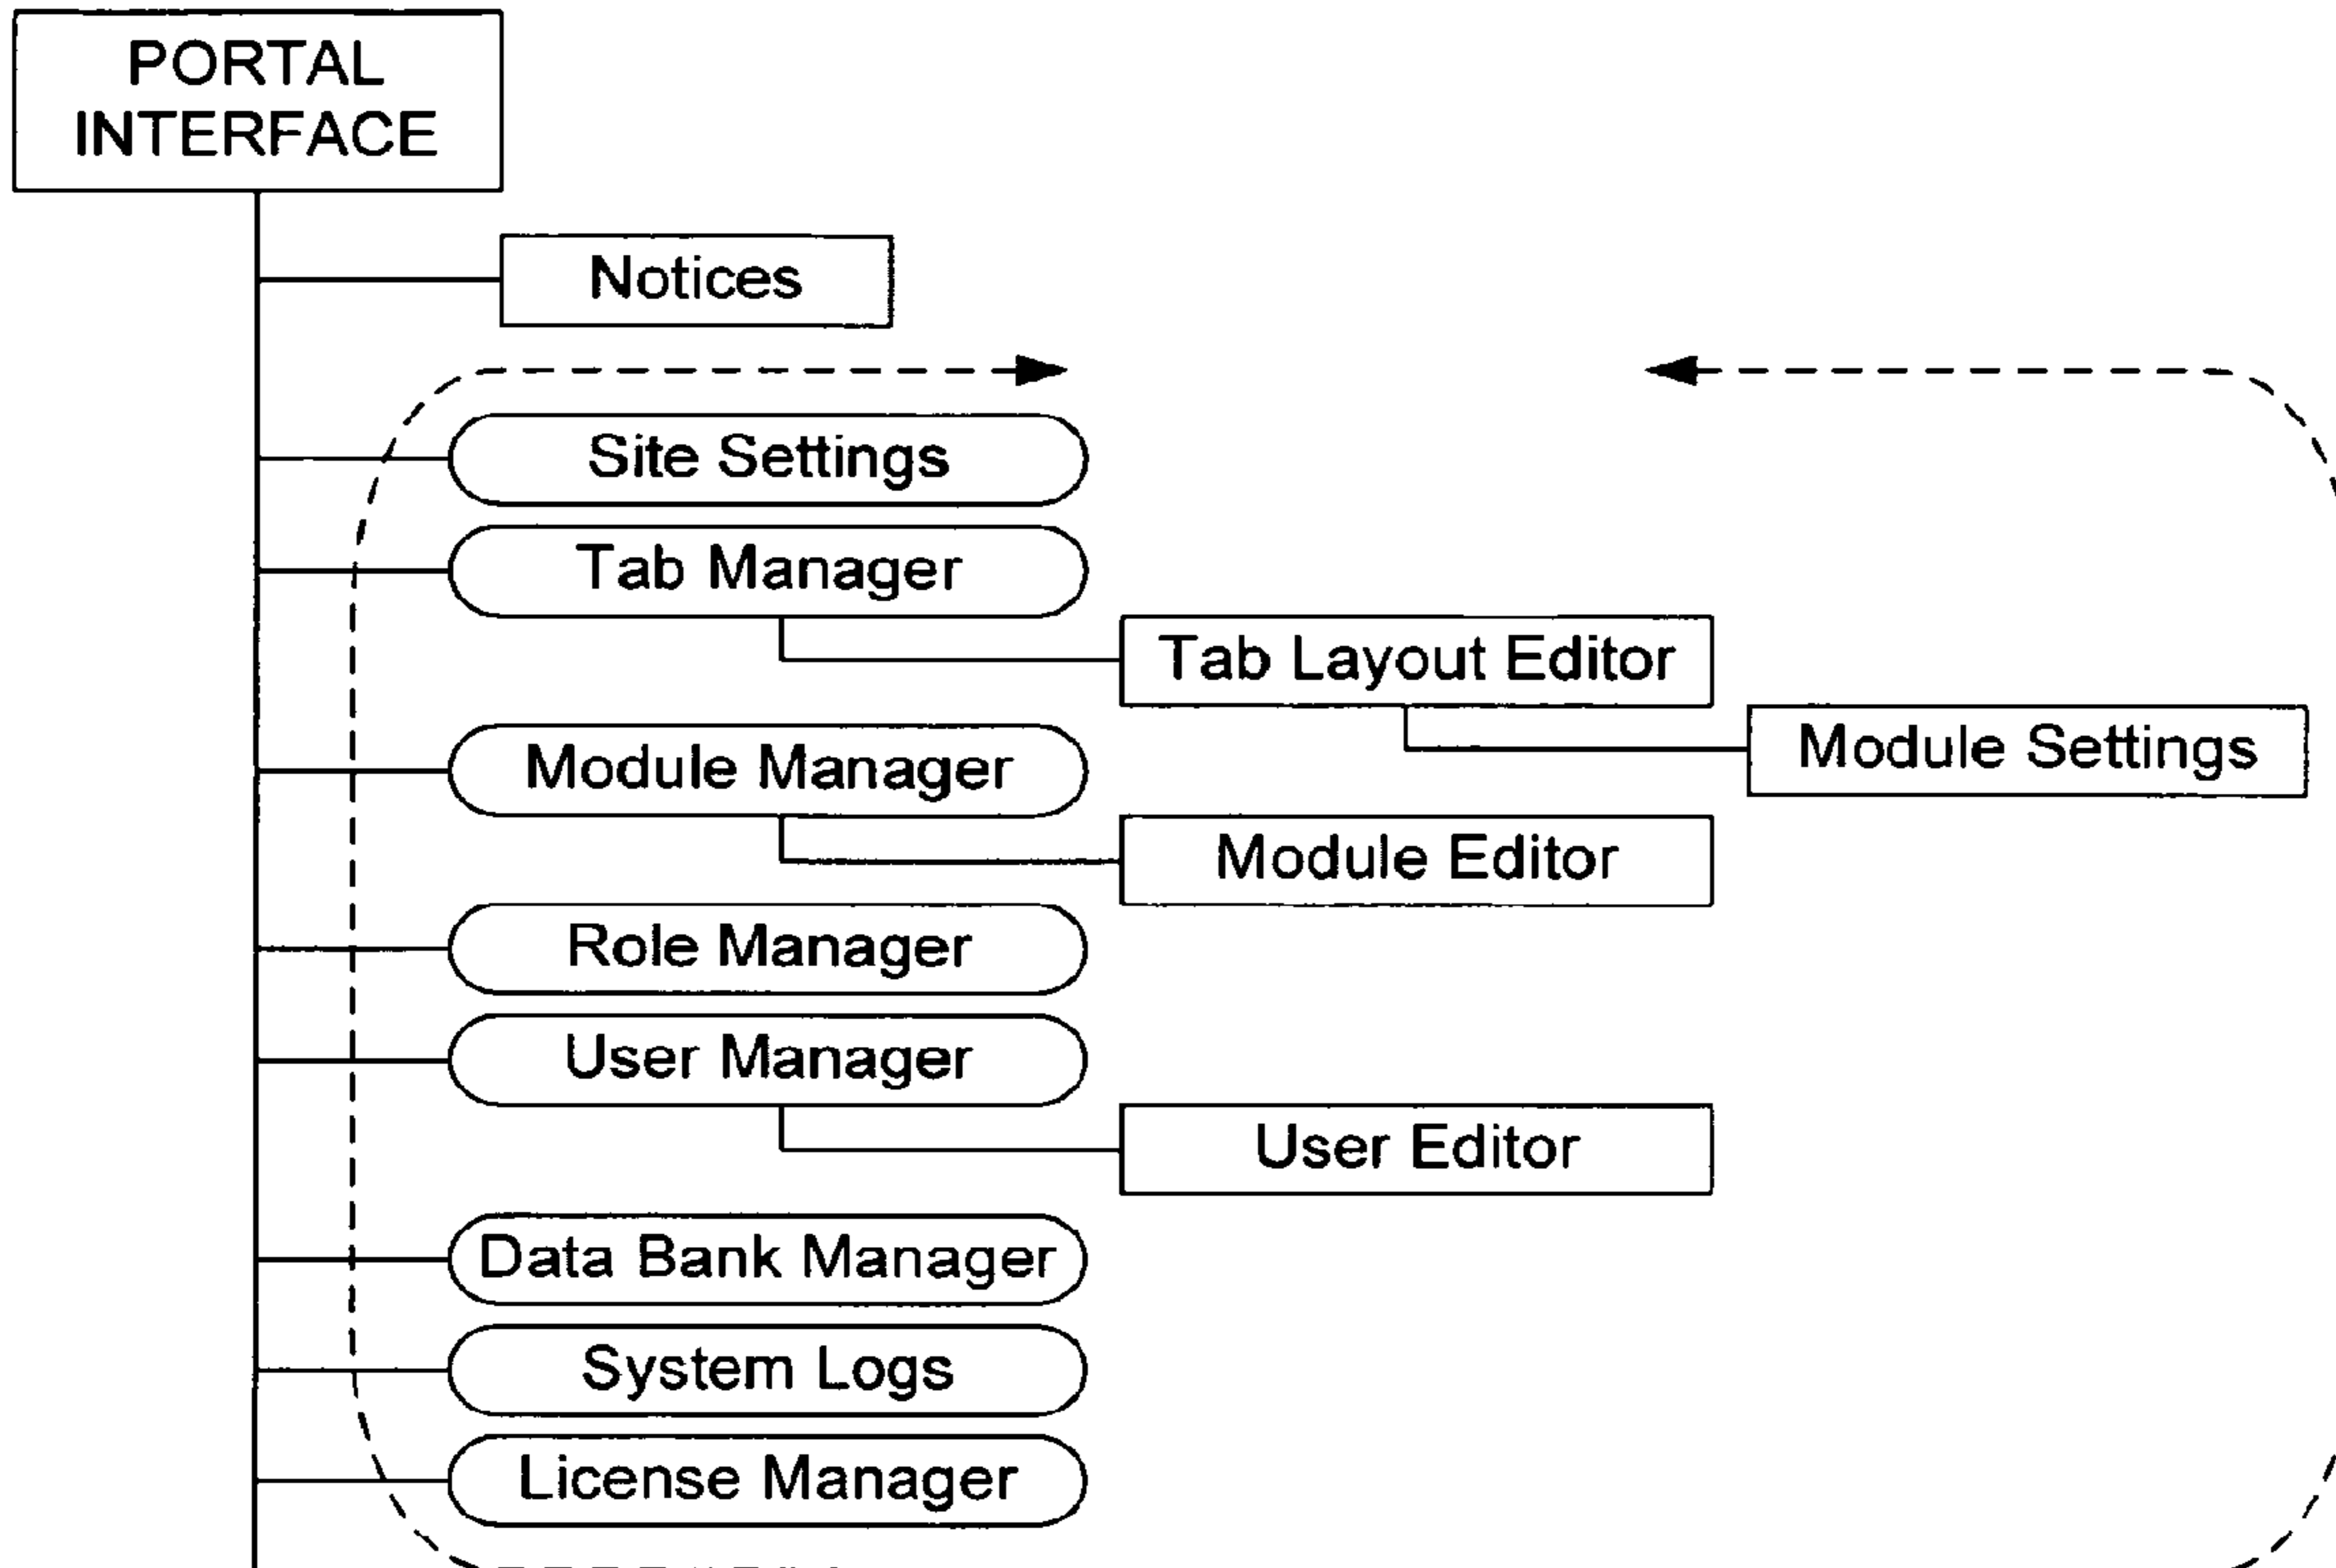 PORTAL
INTERFACE
Notices
Site Settings
Tab Manager
Tab Layout Editor
Module Settings
Module Manager
Module Editor
Role Manager
User Manager
User Editor
Data Bank Manager
System Logs
License Manager